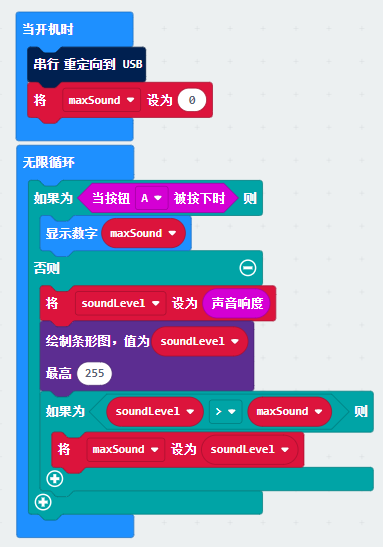 当开机时
串行 重定向到 USB
将 maxSound 设为 0
无限循环
如果为 当按钮 A 被按下时 则
显示数字 maxSound
否则
将 soundLevel 设为 声音响度
绘制条形图，值为 soundLevel
最高 255
如果为 soundLevel > maxSound 则
将 maxSound 设为 soundLevel